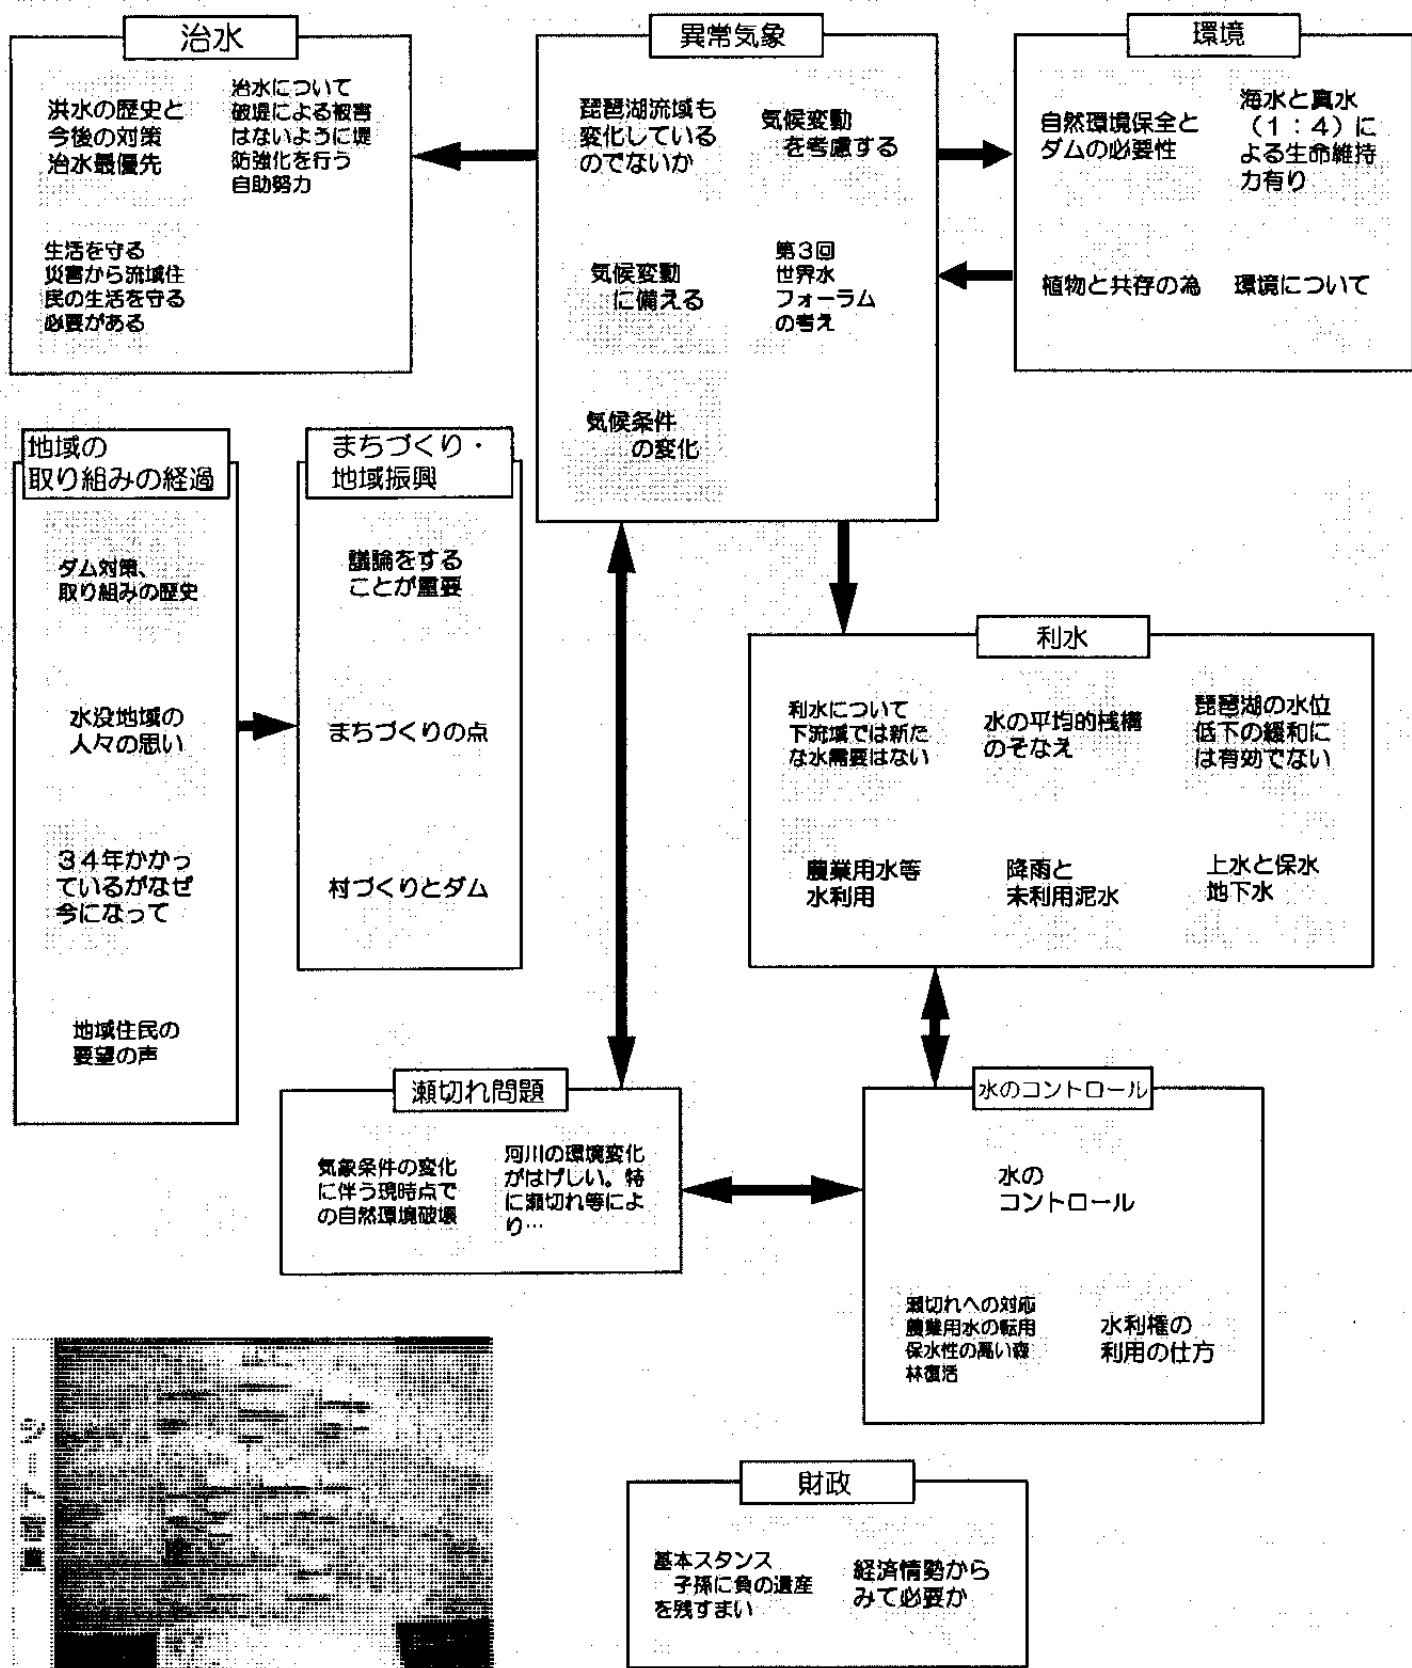 治水
洪水の歴史と
今後の対策
治水最優先
治水について
破堤による被害
はないように堤
防強化を行う
自助努力
生活を守る
災害から流域住
民の生活を守る
必要がある
異常気象
琵琶湖流域も
変化している
のでないか
気候変動
を考慮する
気候変動
に備える
第3回
世界水
フォーラム
の考え
気候条件
の変化
環境
自然環境保全と
ダムの必要性
海水と真水
（1：4）に
よる生命維持
力有り
植物と共存の為
環境について
地域の
取り組みの経過
ダム対策、
取り組みの歴史
水没地域の
人々の思い
34年かかっ
ているがなぜ
今になって
地域住民の
要望の声
まちづくり・
地域振興
議論をする
ことが重要
まちづくりの点
村づくりとダム
利水
利水について
下流域では新た
な水需要はない
水の平均的桟構
のそなえ
琵琶湖の水位
低下の緩和に
は有効でない
農業用水等
水利用
降雨と
未利用泥水
上水と保水
地下水
瀬切れ問題
気象条件の変化
に伴う現時点で
の自然環境破壊
河川の環境変化
がはげしい。特
に瀬切れ等によ
り…
水のコントロール
水の
コントロール
瀬切れへの対応
農業用水の転用
保水性の高い森
林復活
水利権の
利用の仕方
財政
基本スタンス
子孫に負の遺産
を残すまい
経済情勢から
みて必要か